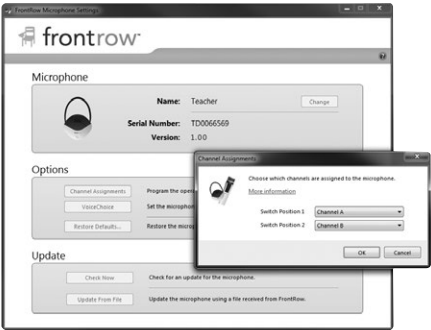 FrontRow Microphone Settings
frontrow
Microphone
Name: Teacher Change
Serial Number: TD0066569
Version: 1.00
Options
Channel Assignments Program the
VoiceChoice Set the microphon
Restore Defaults... Restore the micro
Channel Assignments
Choose which channels are assigned to the microphone.
More information
Switch Position 1 Channel A
Switch Position 2 Channel B
OK Cancel
Update
Check Now Check for an update for the microphone.
Update From File Update the microphone using a file received from FrontRow.